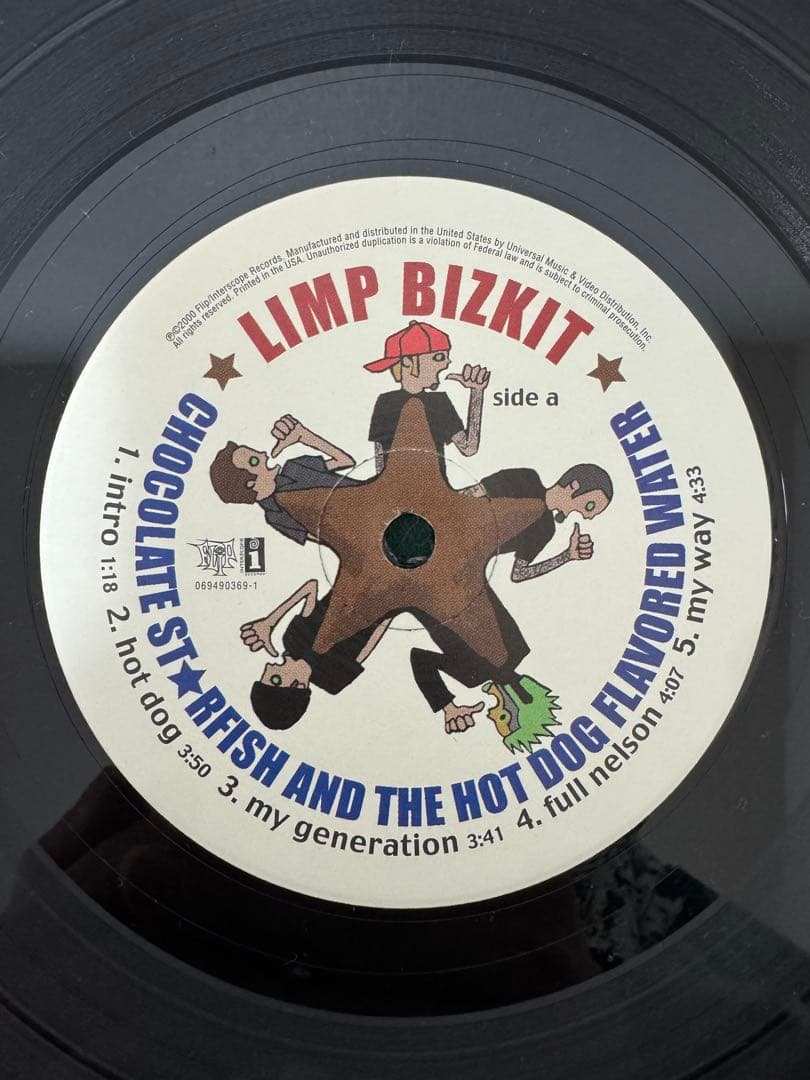 ℗©2000 Flip/Interscope Records. Manufactured and distributed in the United States by Universal Music & Video Distribution, Inc.
All rights reserved. Printed in the USA. Unauthorized duplication is a violation of Federal law and is subject to criminal prosecution.
LIMP BIZKIT
side a
CHOCOLATE ST★RFISH AND THE HOT DOG FLAVORED WATER
FLIP
i
INTERSCOPE
RECORDS
069490369-1
1. intro 1:18 2. hot dog 3:50 3. my generation 3:41 4. full nelson 4:07 5. my way 4:33